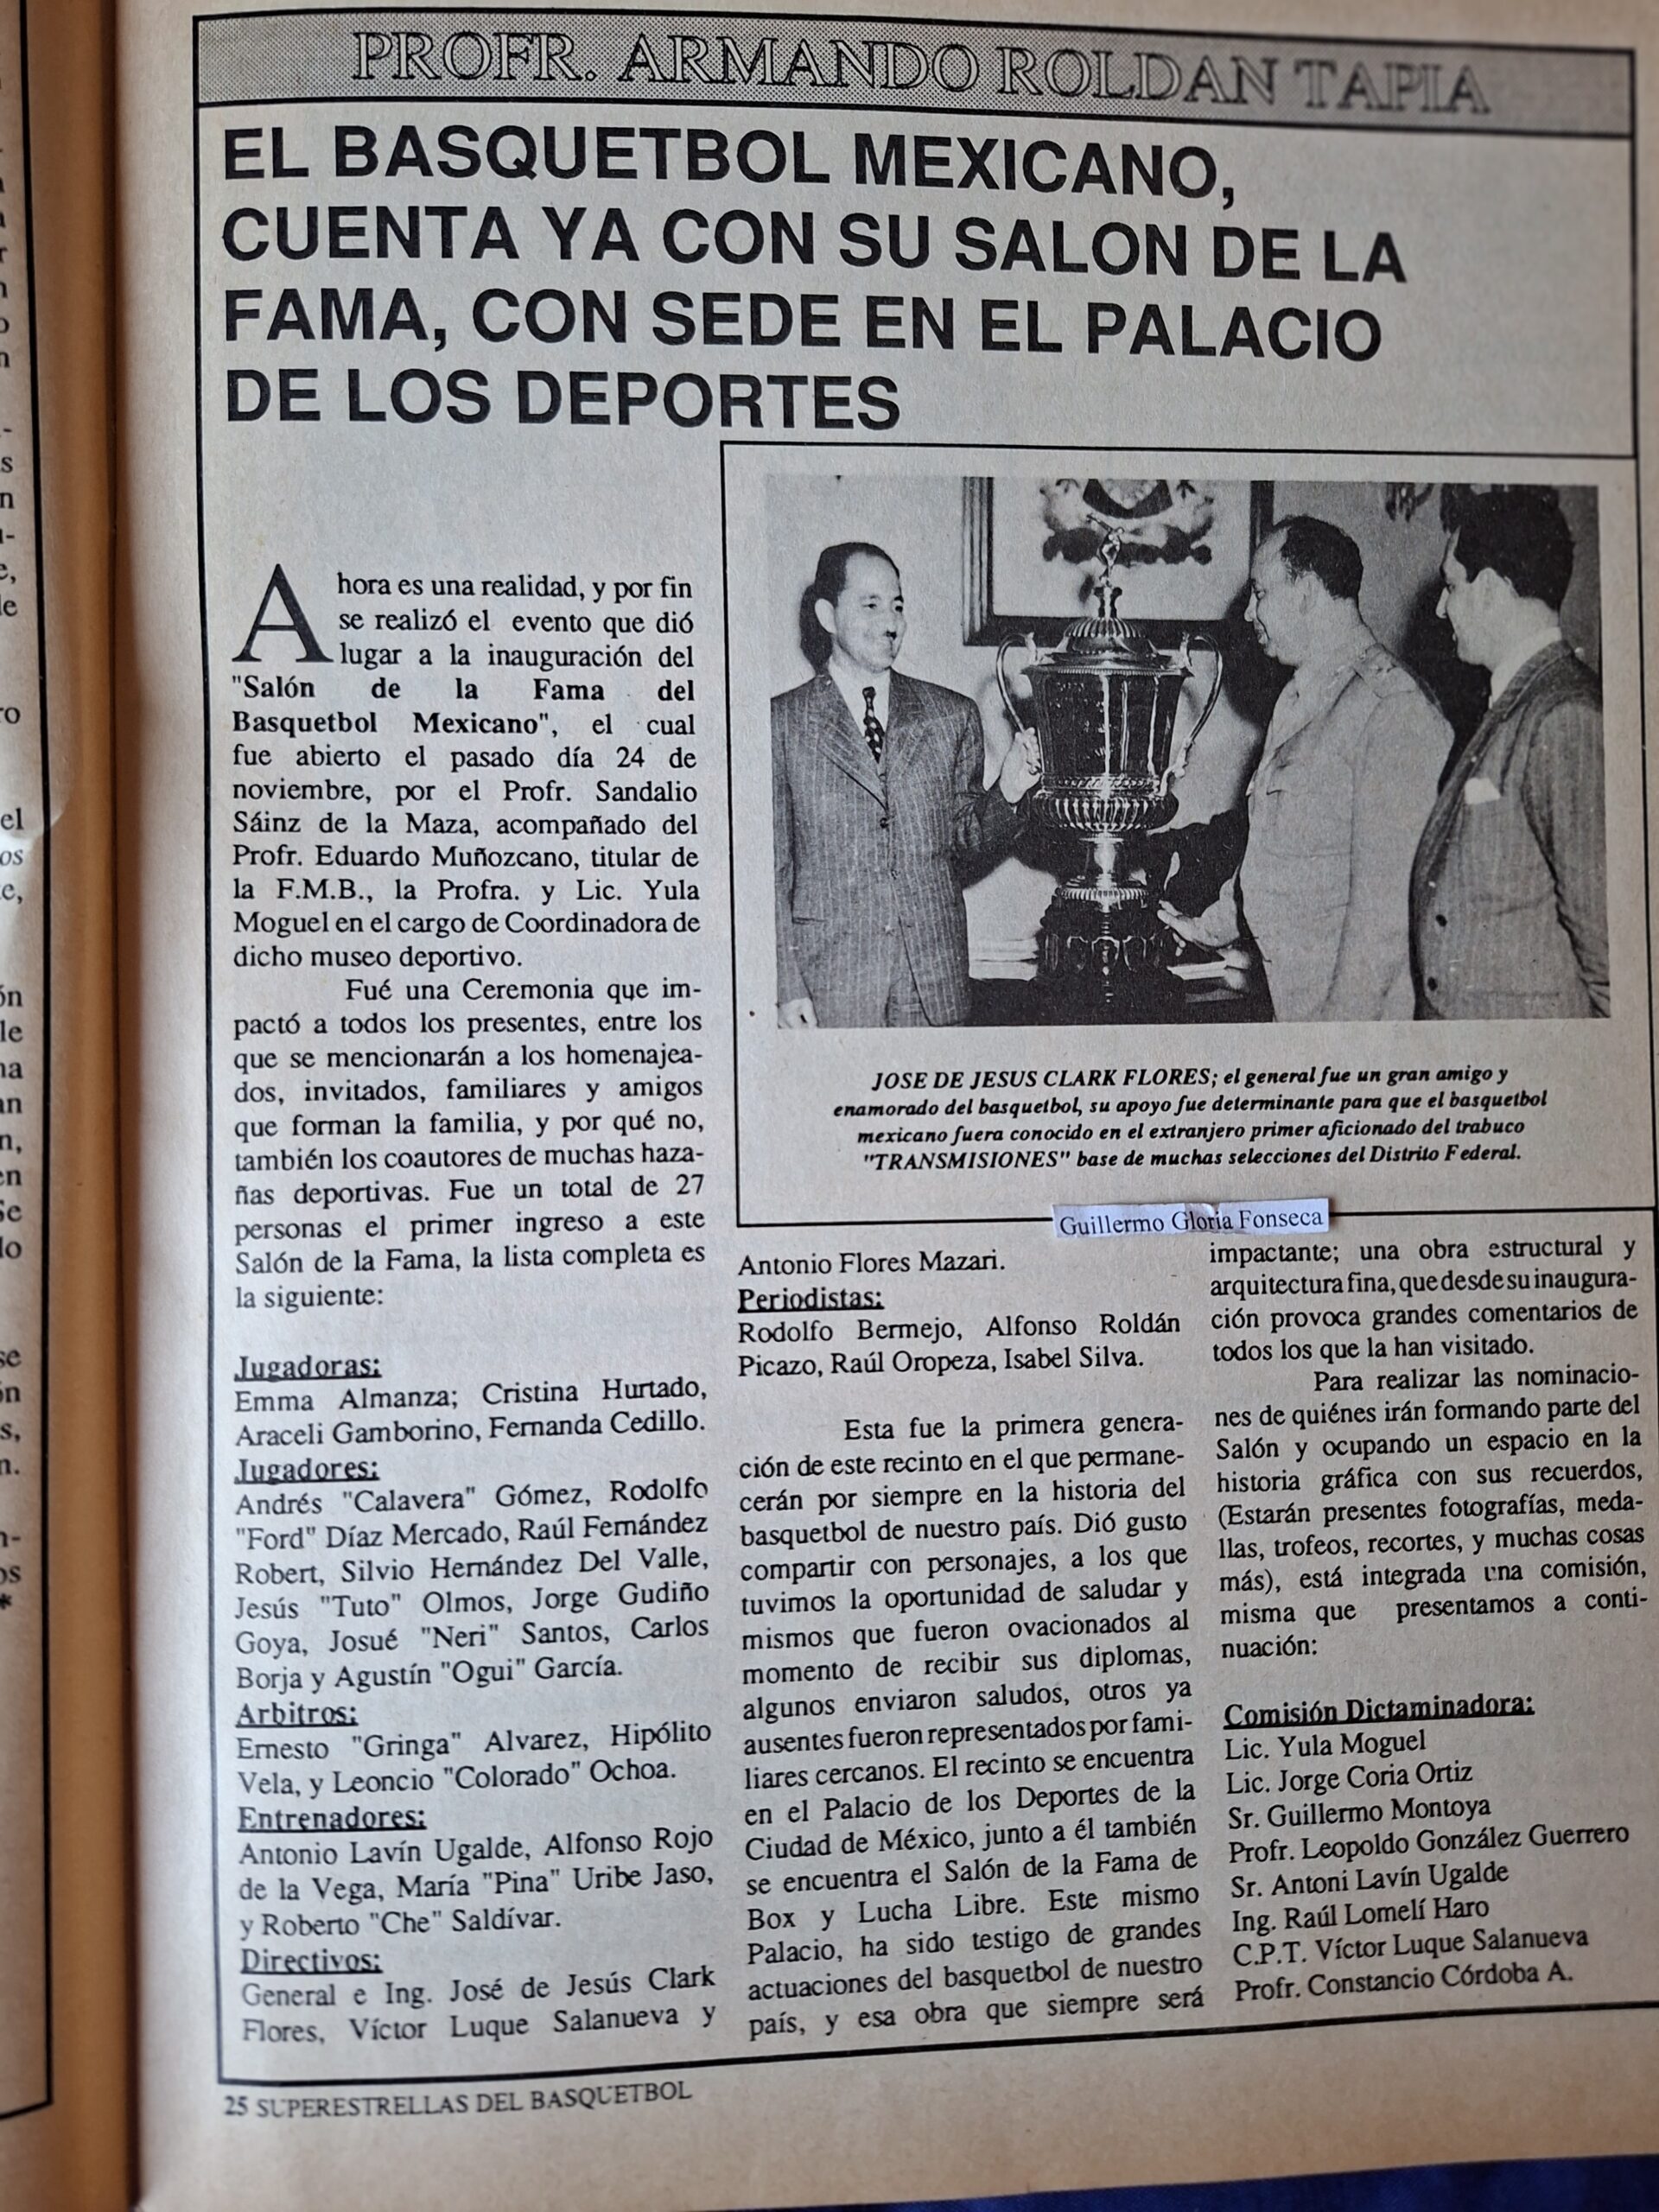 PROFR. ARMANDO ROLDAN TAPIA
EL BASQUETBOL MEXICANO,
CUENTA YA CON SU SALON DE LA
FAMA, CON SEDE EN EL PALACIO
DE LOS DEPORTES
Ahora es una realidad, y por fin
se realizó el evento que dió
lugar a la inauguración del
"Salón de la Fama del
Basquetbol Mexicano", el cual
fue abierto el pasado día 24 de
noviembre, por el Profr. Sandalio
Sáinz de la Maza, acompañado del
Profr. Eduardo Muñozcano, titular de
la F.M.B., la Profra. y Lic. Yula
Moguel en el cargo de Coordinadora de
dicho museo deportivo.
Fué una Ceremonia que im-
pactó a todos los presentes, entre los
que se mencionarán a los homenajea-
dos, invitados, familiares y amigos
que forman la familia, y por qué no,
también los coautores de muchas haza-
ñas deportivas. Fue un total de 27
personas el primer ingreso a este
Salón de la Fama, la lista completa es
la siguiente:
Jugadoras:
Emma Almanza; Cristina Hurtado,
Araceli Gamborino, Fernanda Cedillo.
Jugadores:
Andrés "Calavera" Gómez, Rodolfo
"Ford" Díaz Mercado, Raúl Fernández
Robert, Silvio Hernández Del Valle,
Jesús "Tuto" Olmos, Jorge Gudiño
Goya, Josué "Neri" Santos, Carlos
Borja y Agustín "Ogui" García.
Arbitros:
Ernesto "Gringa" Alvarez, Hipólito
Vela, y Leoncio "Colorado" Ochoa.
Entrenadores:
Antonio Lavín Ugalde, Alfonso Rojo
de la Vega, María "Pina" Uribe Jaso,
y Roberto "Che" Saldívar.
Directivos:
General e Ing. José de Jesús Clark
Flores, Víctor Luque Salanueva y
JOSE DE JESUS CLARK FLORES; el general fue un gran amigo y
enamorado del basquetbol, su apoyo fue determinante para que el basquetbol
mexicano fuera conocido en el extranjero primer aficionado del trabuco
"TRANSMISIONES" base de muchas selecciones del Distrito Federal.
Guillermo Gloria Fonseca
Antonio Flores Mazari.
Periodistas:
Rodolfo Bermejo, Alfonso Roldán
Picazo, Raúl Oropeza, Isabel Silva.
Esta fue la primera genera-
ción de este recinto en el que permane-
cerán por siempre en la historia del
basquetbol de nuestro país. Dió gusto
compartir con personajes, a los que
tuvimos la oportunidad de saludar y
mismos que fueron ovacionados al
momento de recibir sus diplomas,
algunos enviaron saludos, otros ya
ausentes fueron representados por fami-
liares cercanos. El recinto se encuentra
en el Palacio de los Deportes de la
Ciudad de México, junto a él también
se encuentra el Salón de la Fama de
Box y Lucha Libre. Este mismo
Palacio, ha sido testigo de grandes
actuaciones del basquetbol de nuestro
país, y esa obra que siempre será
impactante; una obra estructural y
arquitectura fina, que desde su inaugura-
ción provoca grandes comentarios de
todos los que la han visitado.
Para realizar las nominacio-
nes de quiénes irán formando parte del
Salón y ocupando un espacio en la
historia gráfica con sus recuerdos,
(Estarán presentes fotografías, meda-
llas, trofeos, recortes, y muchas cosas
más), está integrada una comisión,
misma que presentamos a conti-
nuación:
Comisión Dictaminadora:
Lic. Yula Moguel
Lic. Jorge Coria Ortiz
Sr. Guillermo Montoya
Profr. Leopoldo González Guerrero
Sr. Antoni Lavín Ugalde
Ing. Raúl Lomelí Haro
C.P.T. Víctor Luque Salanueva
Profr. Constancio Córdoba A.
25 SUPERESTRELLAS DEL BASQUETBOL